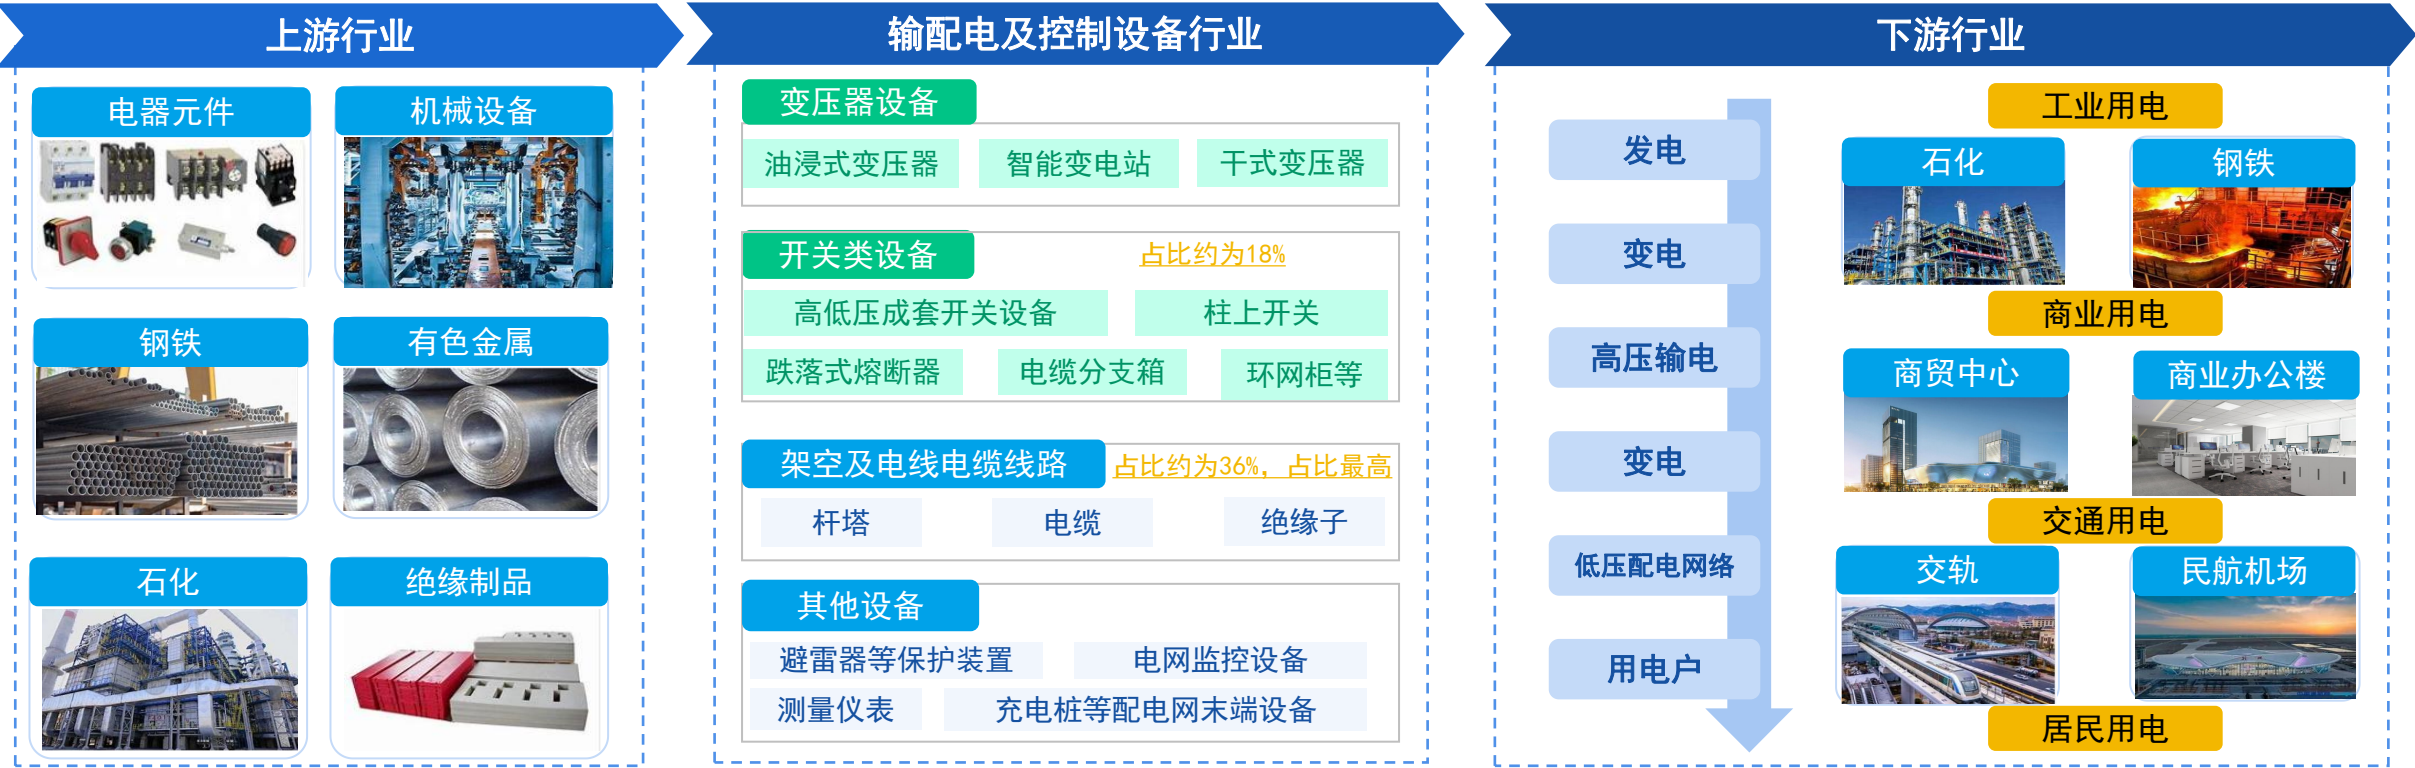 上游行业
电器元件
机械设备
钢铁
有色金属
石化
绝缘制品
输配电及控制设备行业
变压器设备
油浸式变压器
智能变电站
干式变压器
开关类设备
占比约为18%
高低压成套开关设备
柱上开关
跌落式熔断器
电缆分支箱
环网柜等
架空及电线电缆线路
占比约为36%，占比最高
杆塔
电缆
绝缘子
其他设备
避雷器等保护装置
电网监控设备
测量仪表
充电桩等配电网末端设备
下游行业
发电
变电
高压输电
变电
低压配电网络
用电户
工业用电
石化
钢铁
商业用电
商贸中心
商业办公楼
交通用电
交轨
民航机场
居民用电